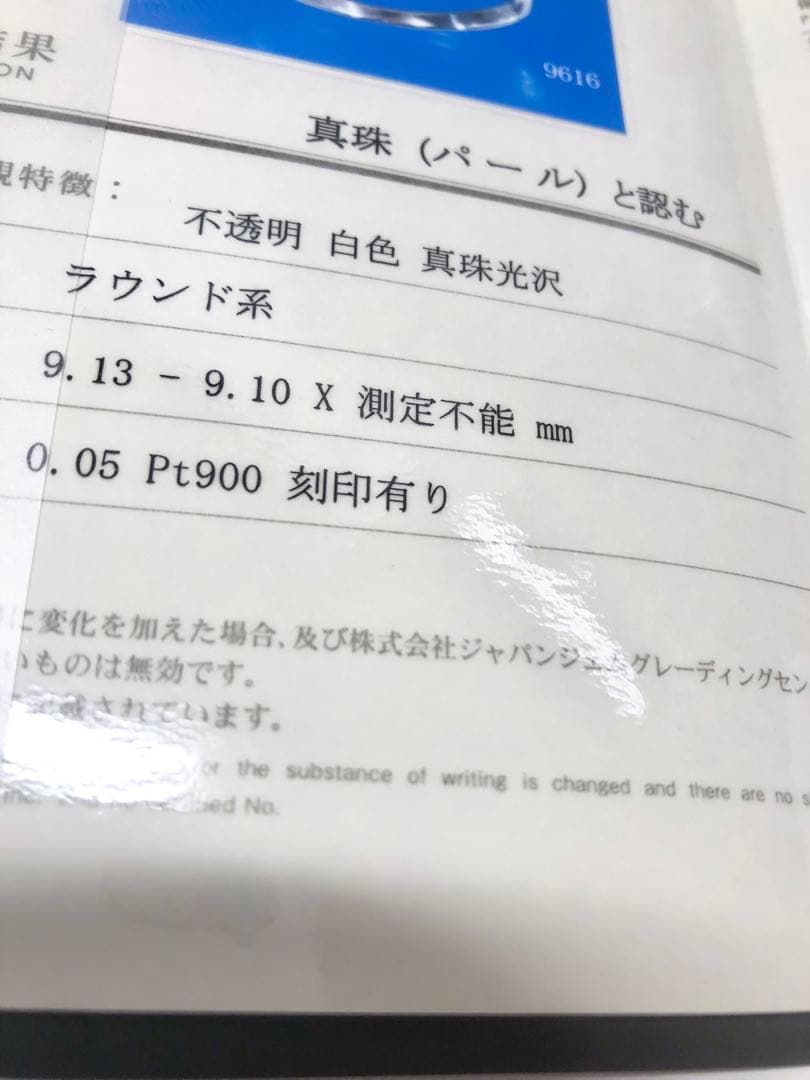 9616
果
ON
真珠 (パール) と認む
視特徴 :
不透明 白色 真珠光沢
ラウンド系
9.13 - 9.10 X 測定不能 mm
0.05 Pt900 刻印有り
に変化を加えた場合、及び株式会社ジャパンジェムグレーディングセン
いものは無効です。
されています。
or the substance of writing is changed and there are no
No.